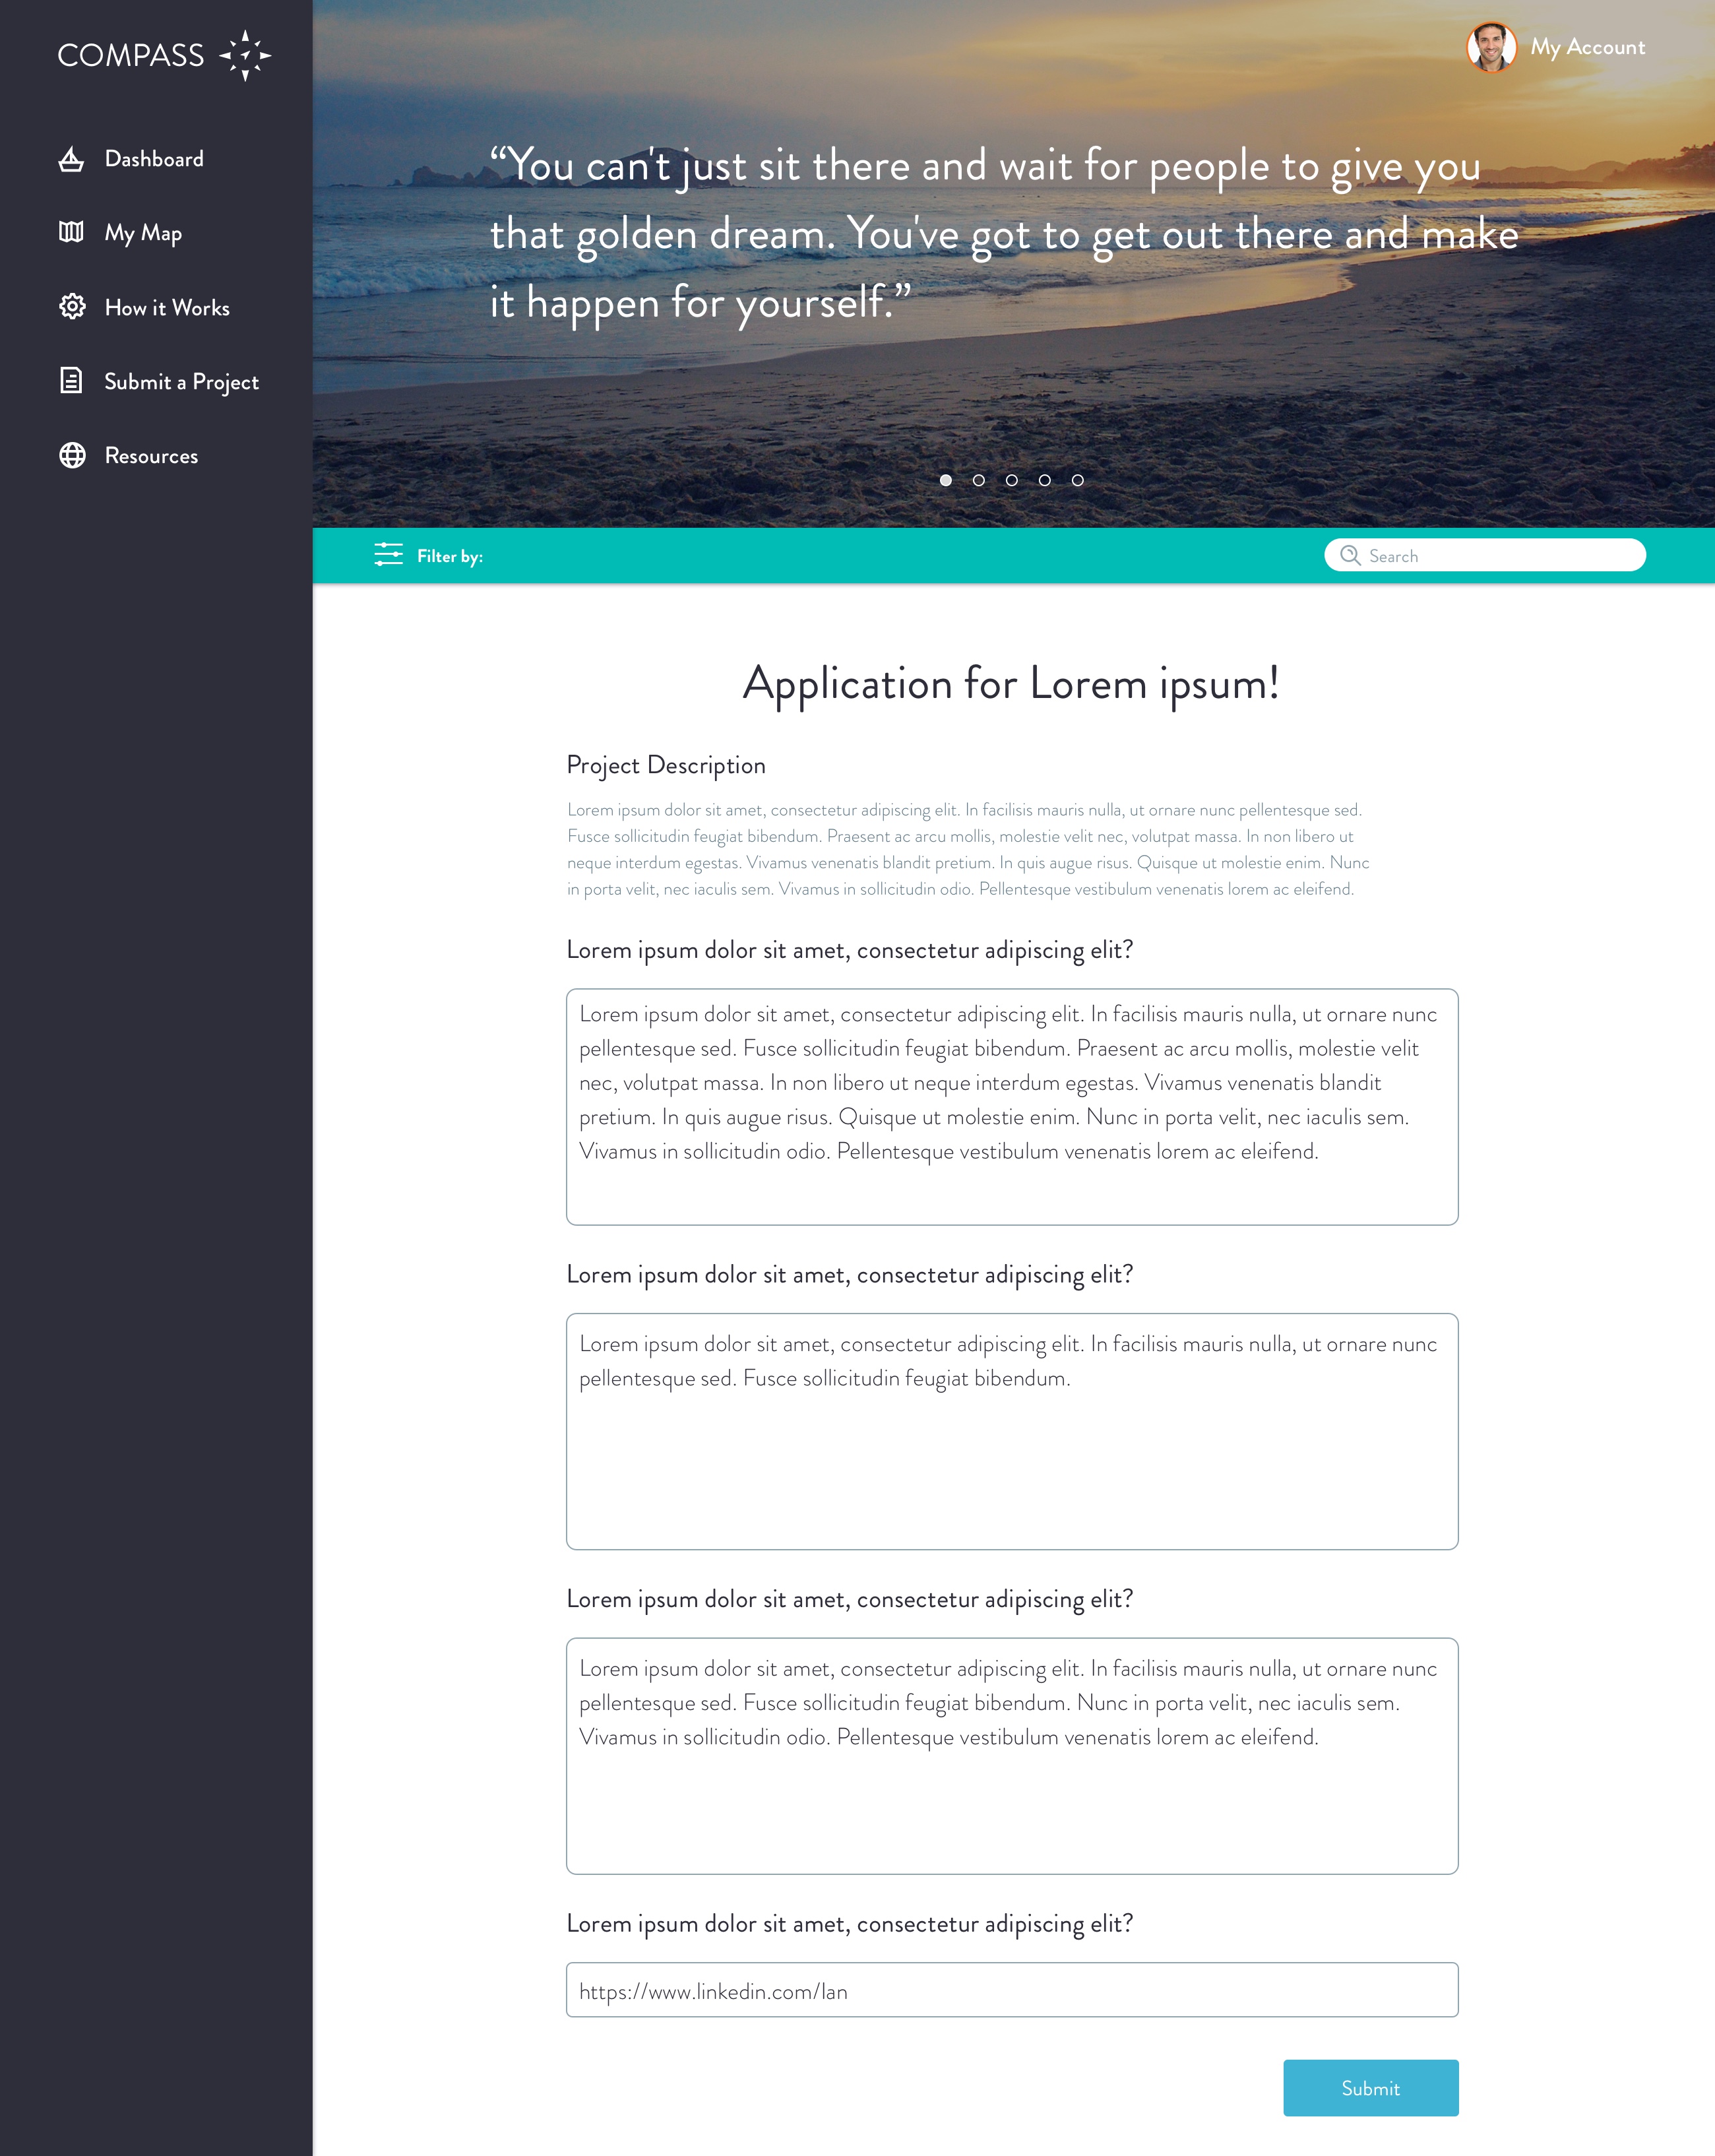 COMPASS
Dashboard
My Map
How it Works
Submit a Project
Resources
My Account
“You can't just sit there and wait for people to give you
that golden dream. You've got to get out there and make
it happen for yourself.”
Filter by:
Search
Application for Lorem ipsum!
Project Description
Lorem ipsum dolor sit amet, consectetur adipiscing elit. In facilisis mauris nulla, ut ornare nunc pellentesque sed.
Fusce sollicitudin feugiat bibendum. Praesent ac arcu mollis, molestie velit nec, volutpat massa. In non libero ut
neque interdum egestas. Vivamus venenatis blandit pretium. In quis augue risus. Quisque ut molestie enim. Nunc
in porta velit, nec iaculis sem. Vivamus in sollicitudin odio. Pellentesque vestibulum venenatis lorem ac eleifend.
Lorem ipsum dolor sit amet, consectetur adipiscing elit?
Lorem ipsum dolor sit amet, consectetur adipiscing elit. In facilisis mauris nulla, ut ornare nunc
pellentesque sed. Fusce sollicitudin feugiat bibendum. Praesent ac arcu mollis, molestie velit
nec, volutpat massa. In non libero ut neque interdum egestas. Vivamus venenatis blandit
pretium. In quis augue risus. Quisque ut molestie enim. Nunc in porta velit, nec iaculis sem.
Vivamus in sollicitudin odio. Pellentesque vestibulum venenatis lorem ac eleifend.
Lorem ipsum dolor sit amet, consectetur adipiscing elit?
Lorem ipsum dolor sit amet, consectetur adipiscing elit. In facilisis mauris nulla, ut ornare nunc
pellentesque sed. Fusce sollicitudin feugiat bibendum.
Lorem ipsum dolor sit amet, consectetur adipiscing elit?
Lorem ipsum dolor sit amet, consectetur adipiscing elit. In facilisis mauris nulla, ut ornare nunc
pellentesque sed. Fusce sollicitudin feugiat bibendum. Nunc in porta velit, nec iaculis sem.
Vivamus in sollicitudin odio. Pellentesque vestibulum venenatis lorem ac eleifend.
Lorem ipsum dolor sit amet, consectetur adipiscing elit?
https://www.linkedin.com/Ian
Submit